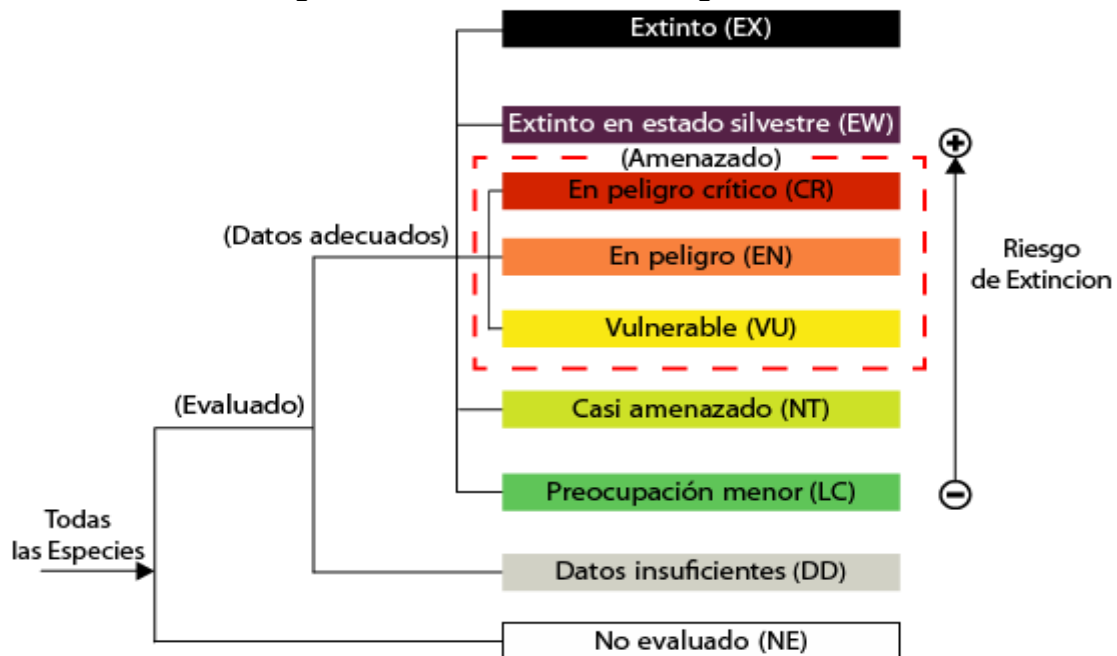 Extinto (EX)
Extinto en estado silvestre (EW)
(Amenazado)
En peligro crítico (CR)
(Datos adecuados)
En peligro (EN)
Riesgo
de Extincion
Vulnerable (VU)
(Evaluado)
Casi amenazado (NT)
Preocupación menor (LC)
Todas
las Especies
Datos insuficientes (DD)
No evaluado (NE)